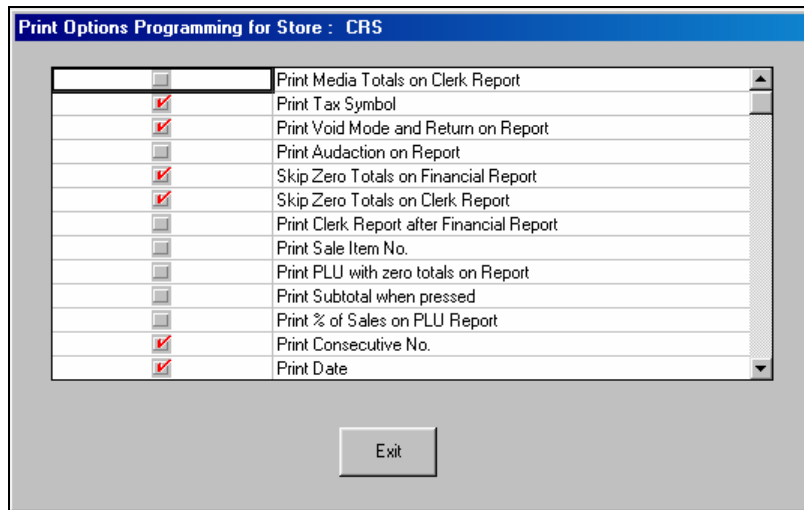 Print Options Programming for Store : CRS
Print Media Totals on Clerk Report
Print Tax Symbol
Print Void Mode and Return on Report
Print Audaction on Report
Skip Zero Totals on Financial Report
Skip Zero Totals on Clerk Report
Print Clerk Report after Financial Report
Print Sale Item No.
Print PLU with zero totals on Report
Print Subtotal when pressed
Print % of Sales on PLU Report
Print Consecutive No.
Print Date
Exit